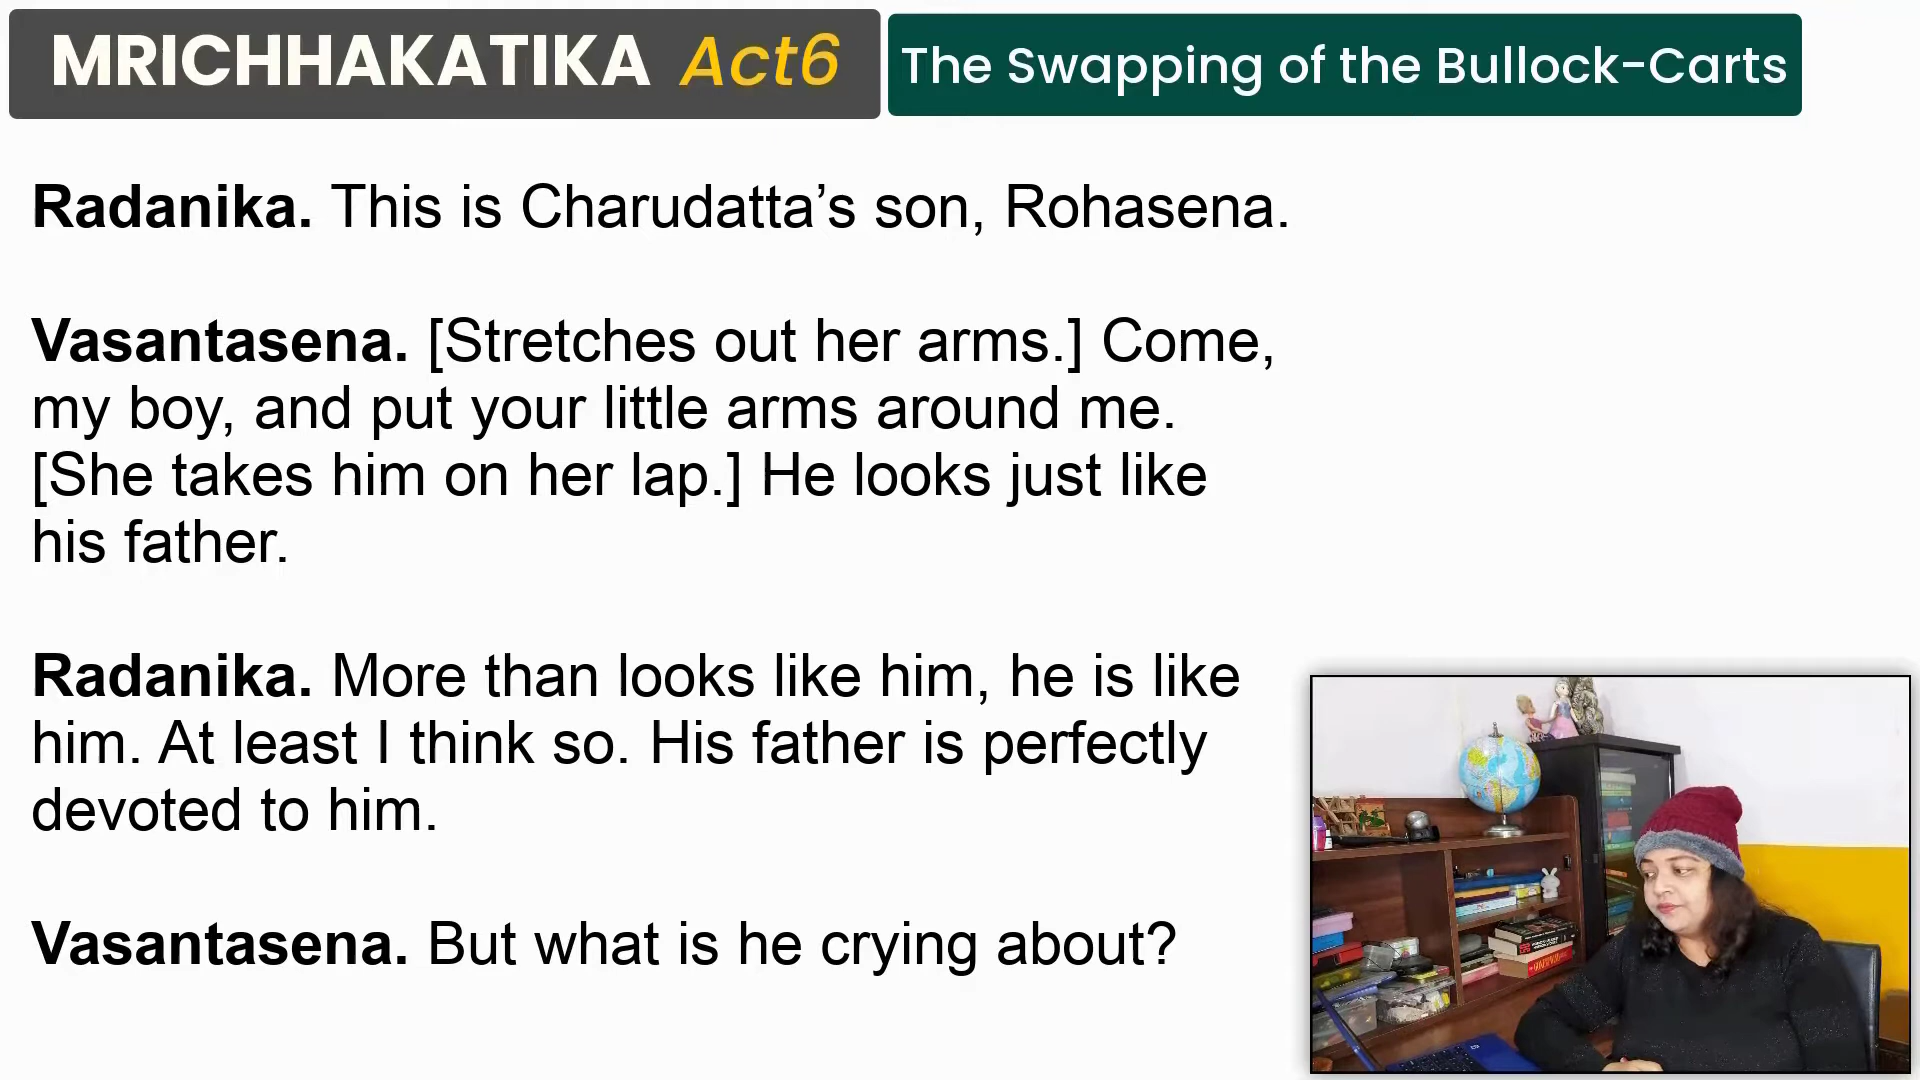 MRICHHAKATIKA Act6
The Swapping of the Bullock-Carts
Radanika. This is Charudatta’s son, Rohasena.
Vasantasena. [Stretches out her arms.] Come,
my boy, and put your little arms around me.
[She takes him on her lap.] He looks just like
his father.
Radanika. More than looks like him, he is like
him. At least I think so. His father is perfectly
devoted to him.
Vasantasena. But what is he crying about?